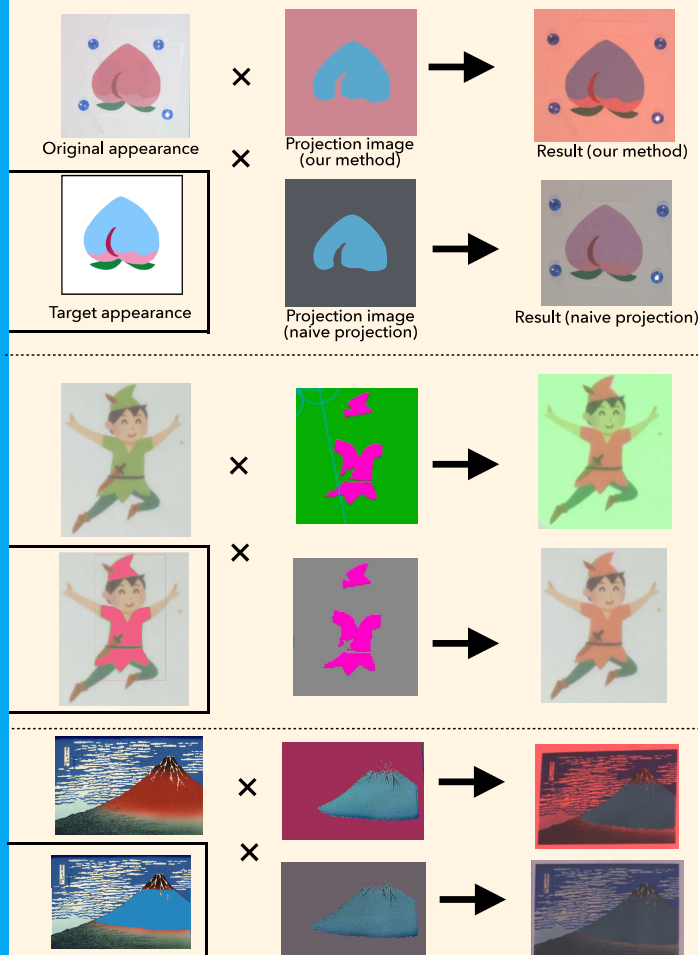 Original appearance
×
Projection image
(our method)
Result (our method)
×
Target appearance
Projection image
(naive projection)
Result (naive projection)
×
×
×
×